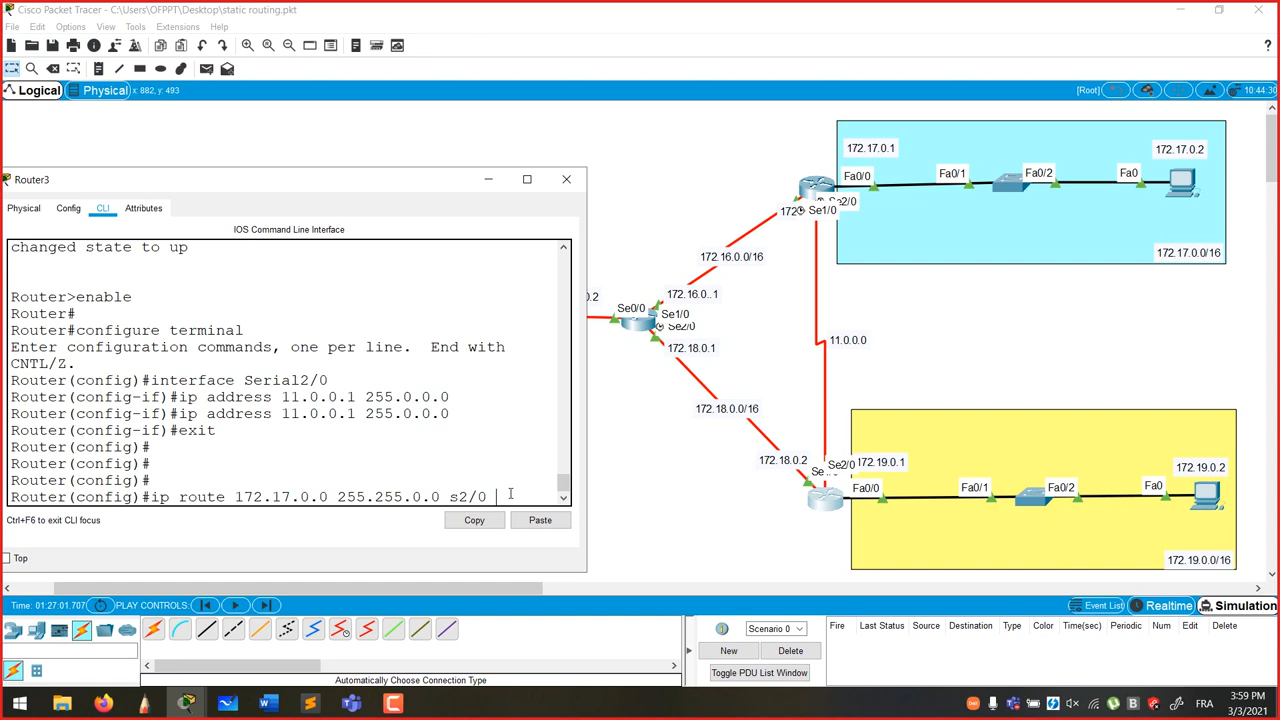 Cisco Packet Tracer - C:\Users\OFPPT\Desktop\static routing.pkt
File Edit Options View Tools Extensions Help
?
Logical Physical x: 882, y: 493 [Root] 10:44:30
Router3
Physical Config CLI Attributes
IOS Command Line Interface
changed state to up
Router>enable
Router#
Router#configure terminal
Enter configuration commands, one per line. End with
CNTL/Z.
Router(config)#interface Serial2/0
Router(config-if)#ip address 11.0.0.1 255.0.0.0
Router(config-if)#ip address 11.0.0.1 255.0.0.0
Router(config-if)#exit
Router(config)#
Router(config)#
Router(config)#
Router(config)#ip route 172.17.0.0 255.255.0.0 s2/0
Ctrl+F6 to exit CLI focus
Copy
Paste
Top
172.17.0.1
172.17.0.2
Fa0/0
Fa0/1
Fa0/2
Fa0
Se2/0
172
Se1/0
172.17.0.0/16
172.16.0.0/16
0.2
Se0/0
172.16.0..1
Se1/0
Se2/0
172.18.0.1
11.0.0.0
172.18.0.0/16
172.18.0.2
Se2/0
172.19.0.1
172.19.0.2
Fa0/0
Fa0/1
Fa0/2
Fa0
172.19.0.0/16
Time: 01:27:01.707 PLAY CONTROLS: Event List Realtime Simulation
Scenario 0
New
Delete
Toggle PDU List Window
Fire Last Status Source Destination Type Color Time(sec) Periodic Num Edit Delete
Automatically Choose Connection Type
FRA
3:59 PM
3/3/2021